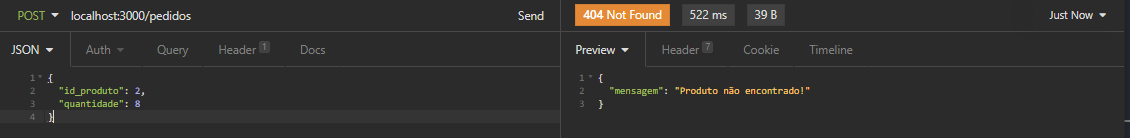 POST localhost:3000/pedidos Send
404 Not Found 522 ms 39 B Just Now
JSON Auth Query Header 1 Docs
Preview Header 7 Cookie Timeline
1 {
2 "id_produto": 2,
3 "quantidade": 8
4 }
1 {
2 "mensagem": "Produto não encontrado!"
3 }